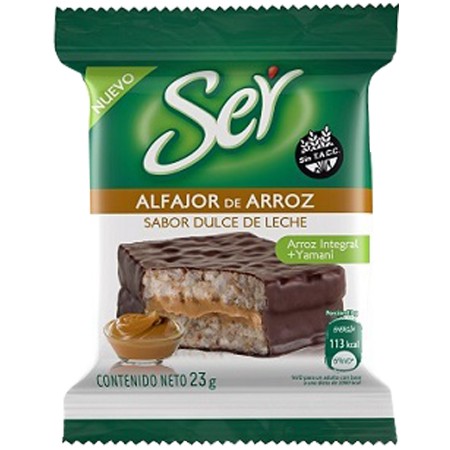 NUEVO
Ser
Sin T.A.C.C.
ALFAJOR DE ARROZ
SABOR DULCE DE LECHE
Arroz Integral
+Yamaní
energía
113 kcal
CONTENIDO NETO 23g